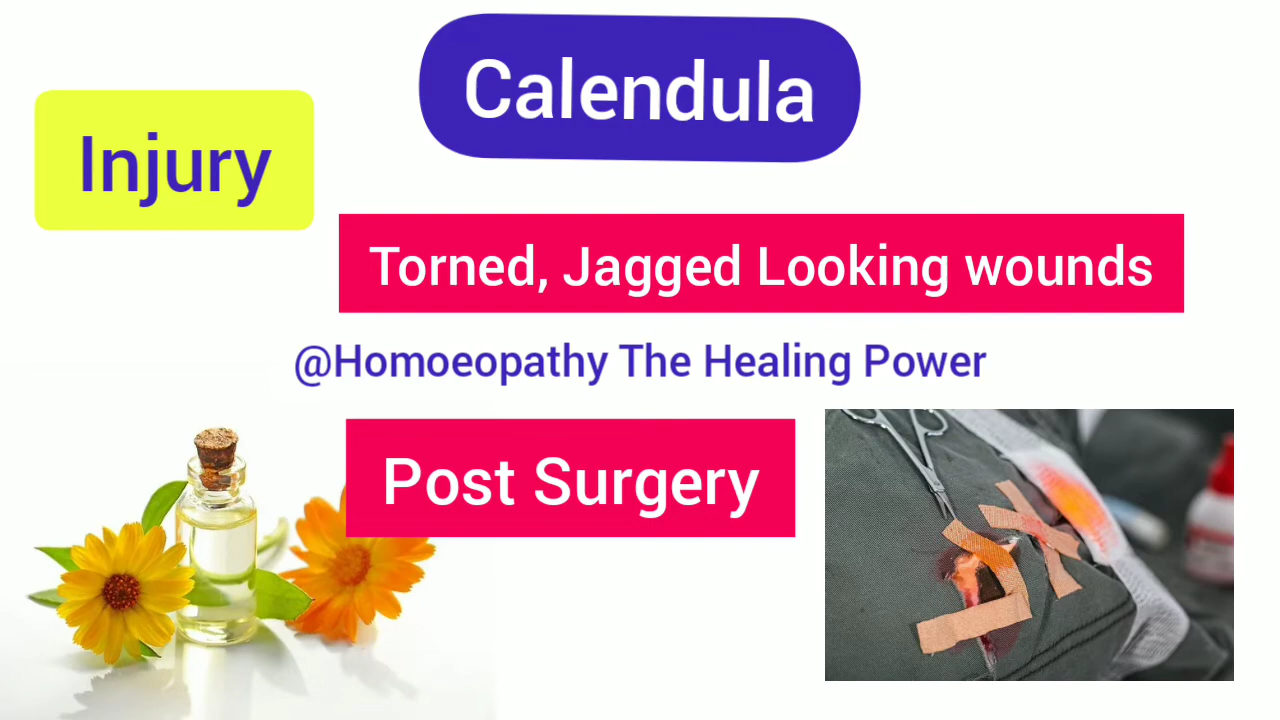 Calendula
Injury
Torned, Jagged Looking wounds
@Homoeopathy The Healing Power
Post Surgery